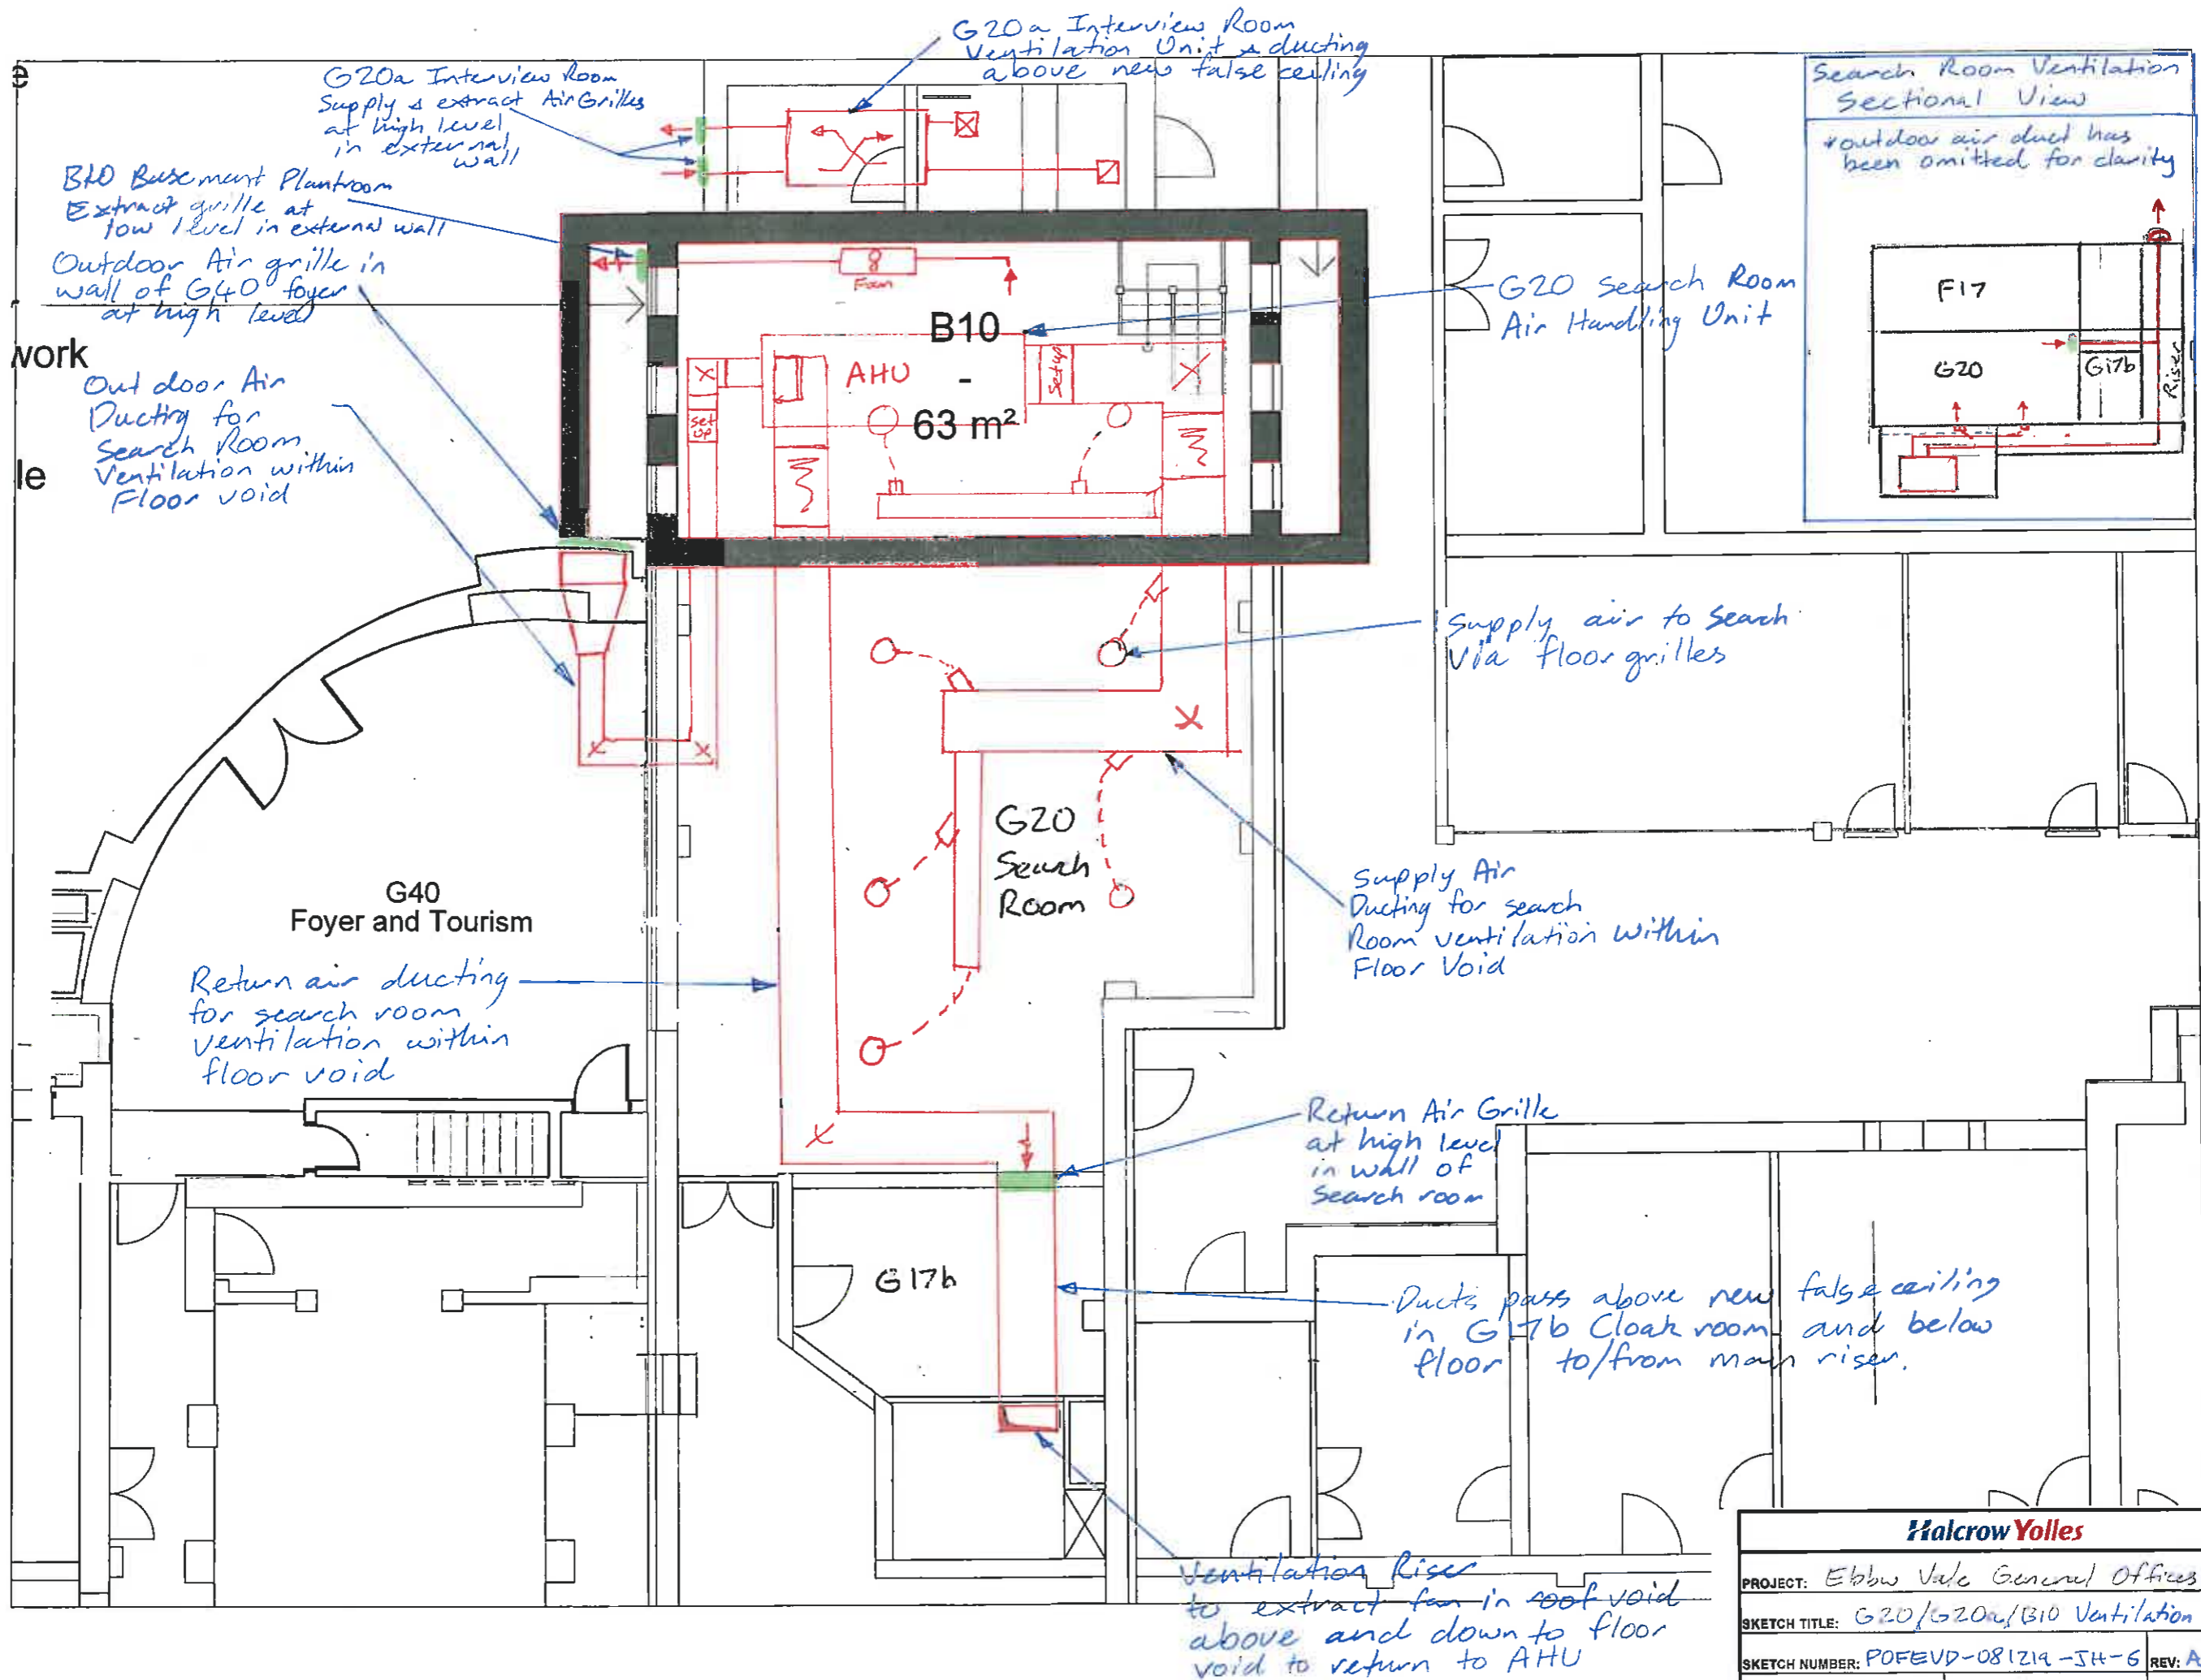 G20a Interview Room
Ventilation Unit & ducting
above new false ceiling
G20a Interview Room
Supply & extract Air Grilles
at high level
in external
wall
B10 Basement Plantroom
Extract grille at
low level in external wall
Outdoor Air grille in
wall of G40 foyer
at high level
work
Out door Air
Ducting for
Search Room
Ventilation within
Floor void
le
Search Room Ventilation
Sectional View
*outdoor air duct has
been omitted for clarity
F17
G20
G17b
Riser
G20 Search Room
Air Handling Unit
Fan
B10
-
63 m²
AHU
set up
set up
Supply air to Search
via floor grilles
G20
Search
Room
Supply Air
Ducting for search
Room ventilation within
Floor Void
G40
Foyer and Tourism
Return air ducting
for search room
ventilation within
floor void
Return Air Grille
at high level
in wall of
Search room
G17b
Ducts pass above new false ceiling
in G17b Cloak room and below
floor to/from main riser.
Ventilation Riser
to extract fan in roof void
above and down to floor
void to return to AHU
Halcrow Yolles
PROJECT: Ebbw Vale General Offices
SKETCH TITLE: G20/G20a/B10 Ventilation
SKETCH NUMBER: POFEVD-081219-JH-6 REV: A